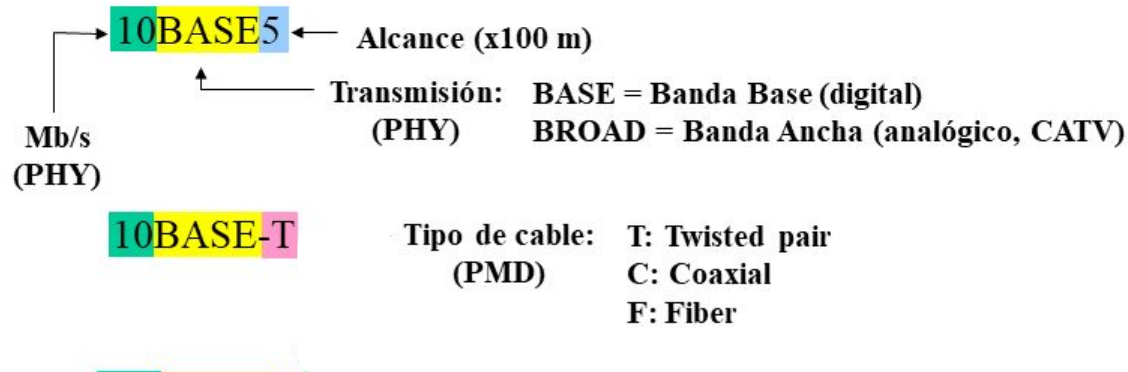 10BASE5
Alcance (x100 m)
Transmisión: BASE = Banda Base (digital)
(PHY) BROAD = Banda Ancha (analógico, CATV)
Mb/s
(PHY)
10BASE-T
Tipo de cable: T: Twisted pair
(PMD) C: Coaxial
F: Fiber